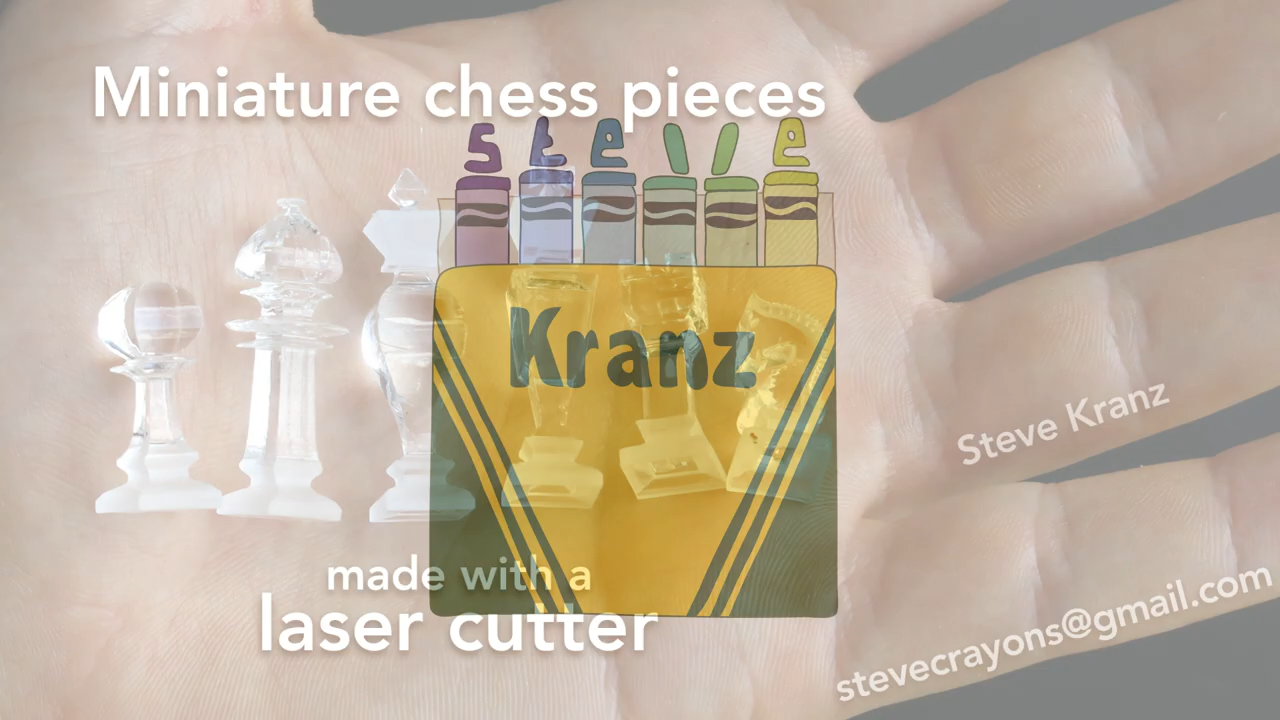 Miniature chess pieces
steve
Kranz
made with a
laser cutter
Steve Kranz
stevecrayons@gmail.com